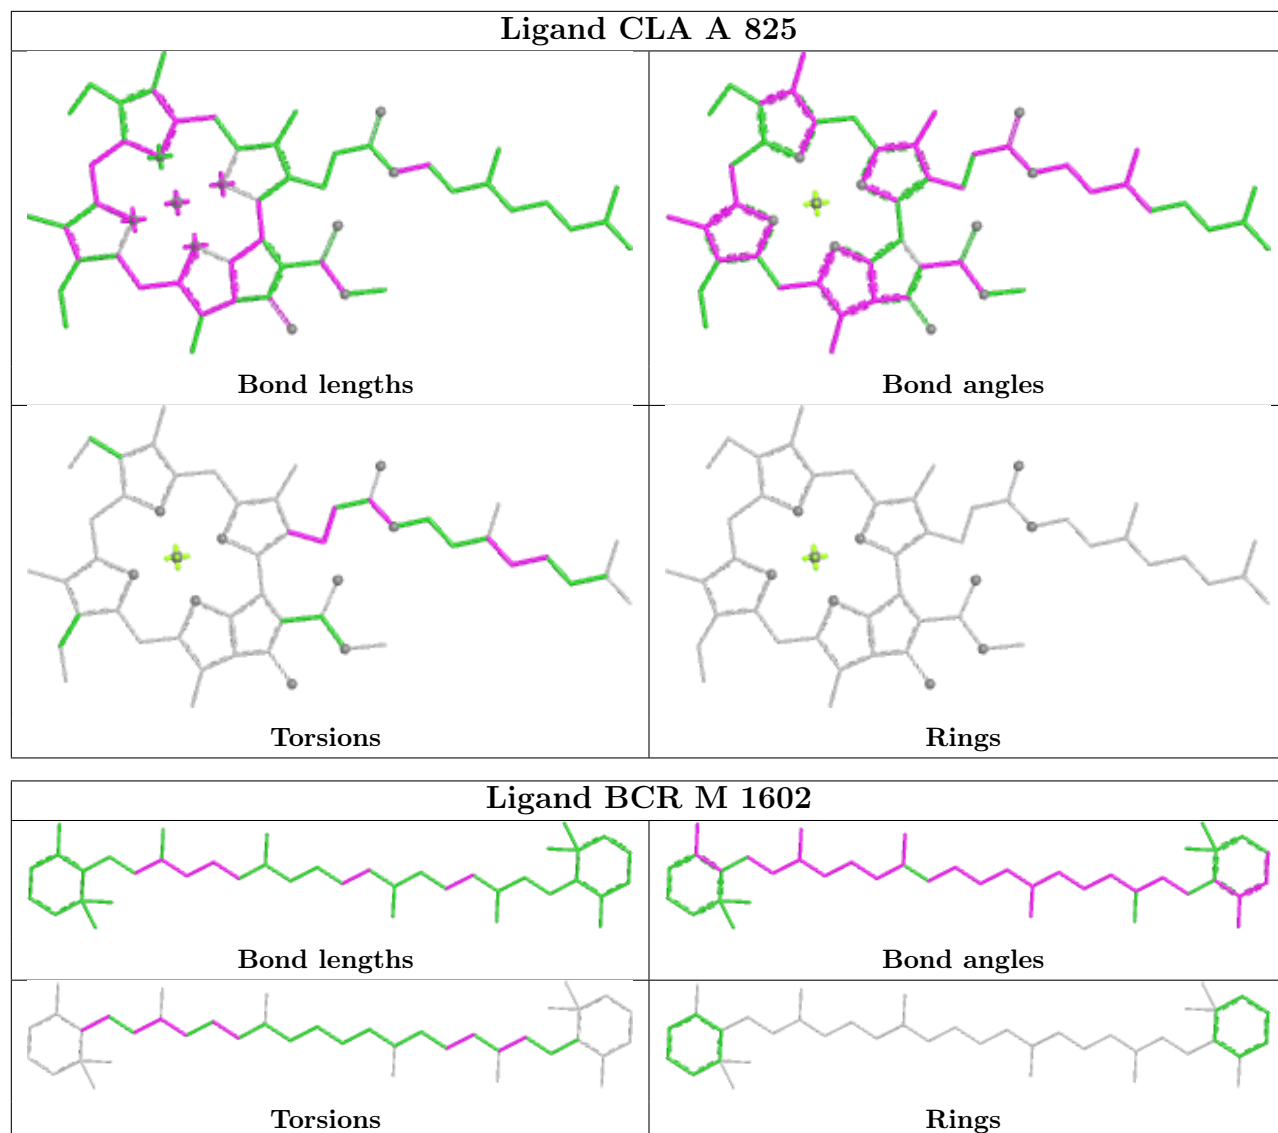 Ligand CLA A 825
Bond lengths
Bond angles
Torsions
Rings
Ligand BCR M 1602
Bond lengths
Bond angles
Torsions
Rings